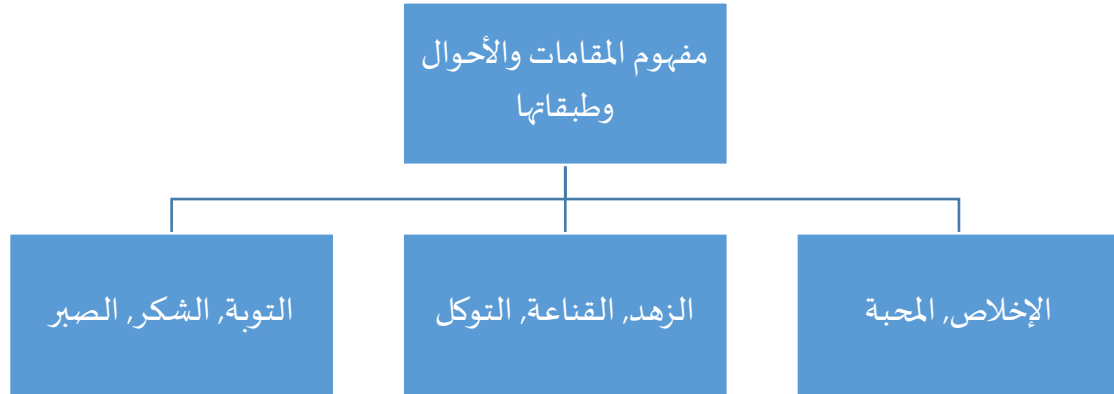 مفهوم المقامات والأحوال
وطبقاتها
الإخلاص, المحبة
الزهد, القناعة, التوكل
التوبة, الشكر, الصبر